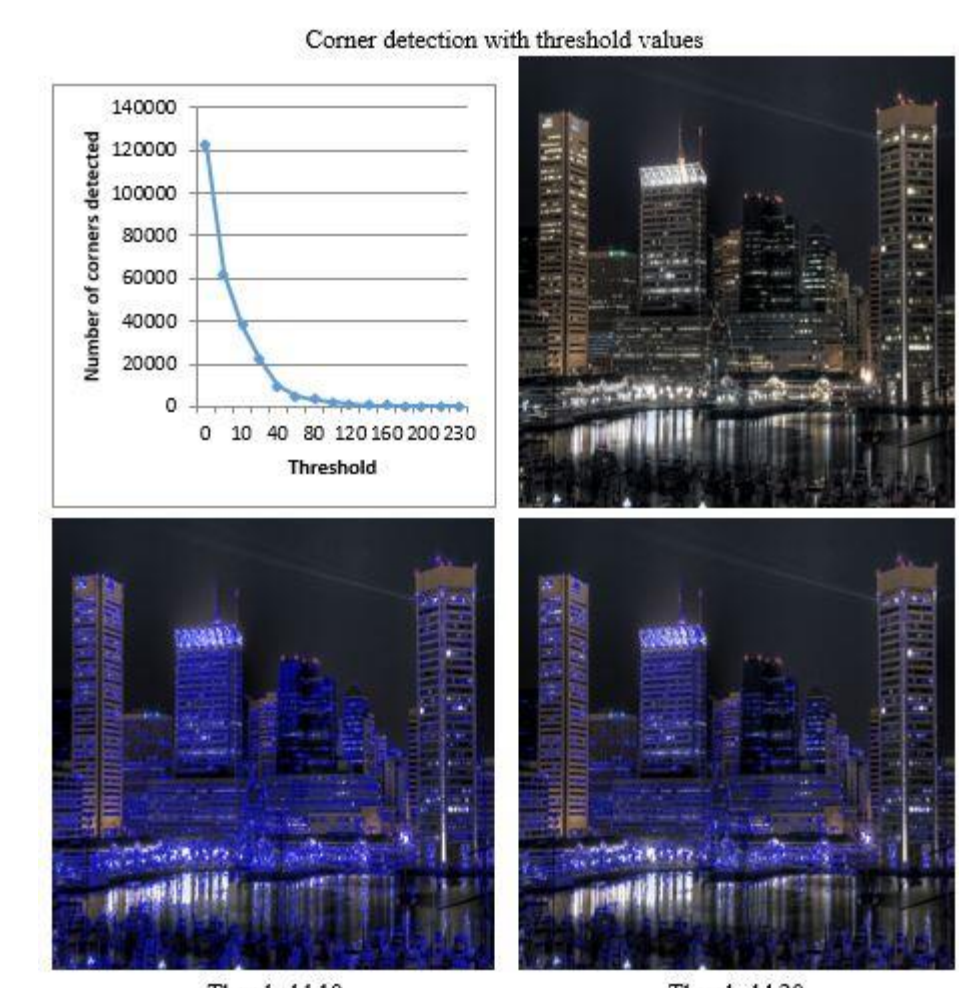 Corner detection with threshold values
140000
120000
100000
80000
60000
40000
20000
0
Number of corners detected
0 10 40 80 120 160 200 230
Threshold